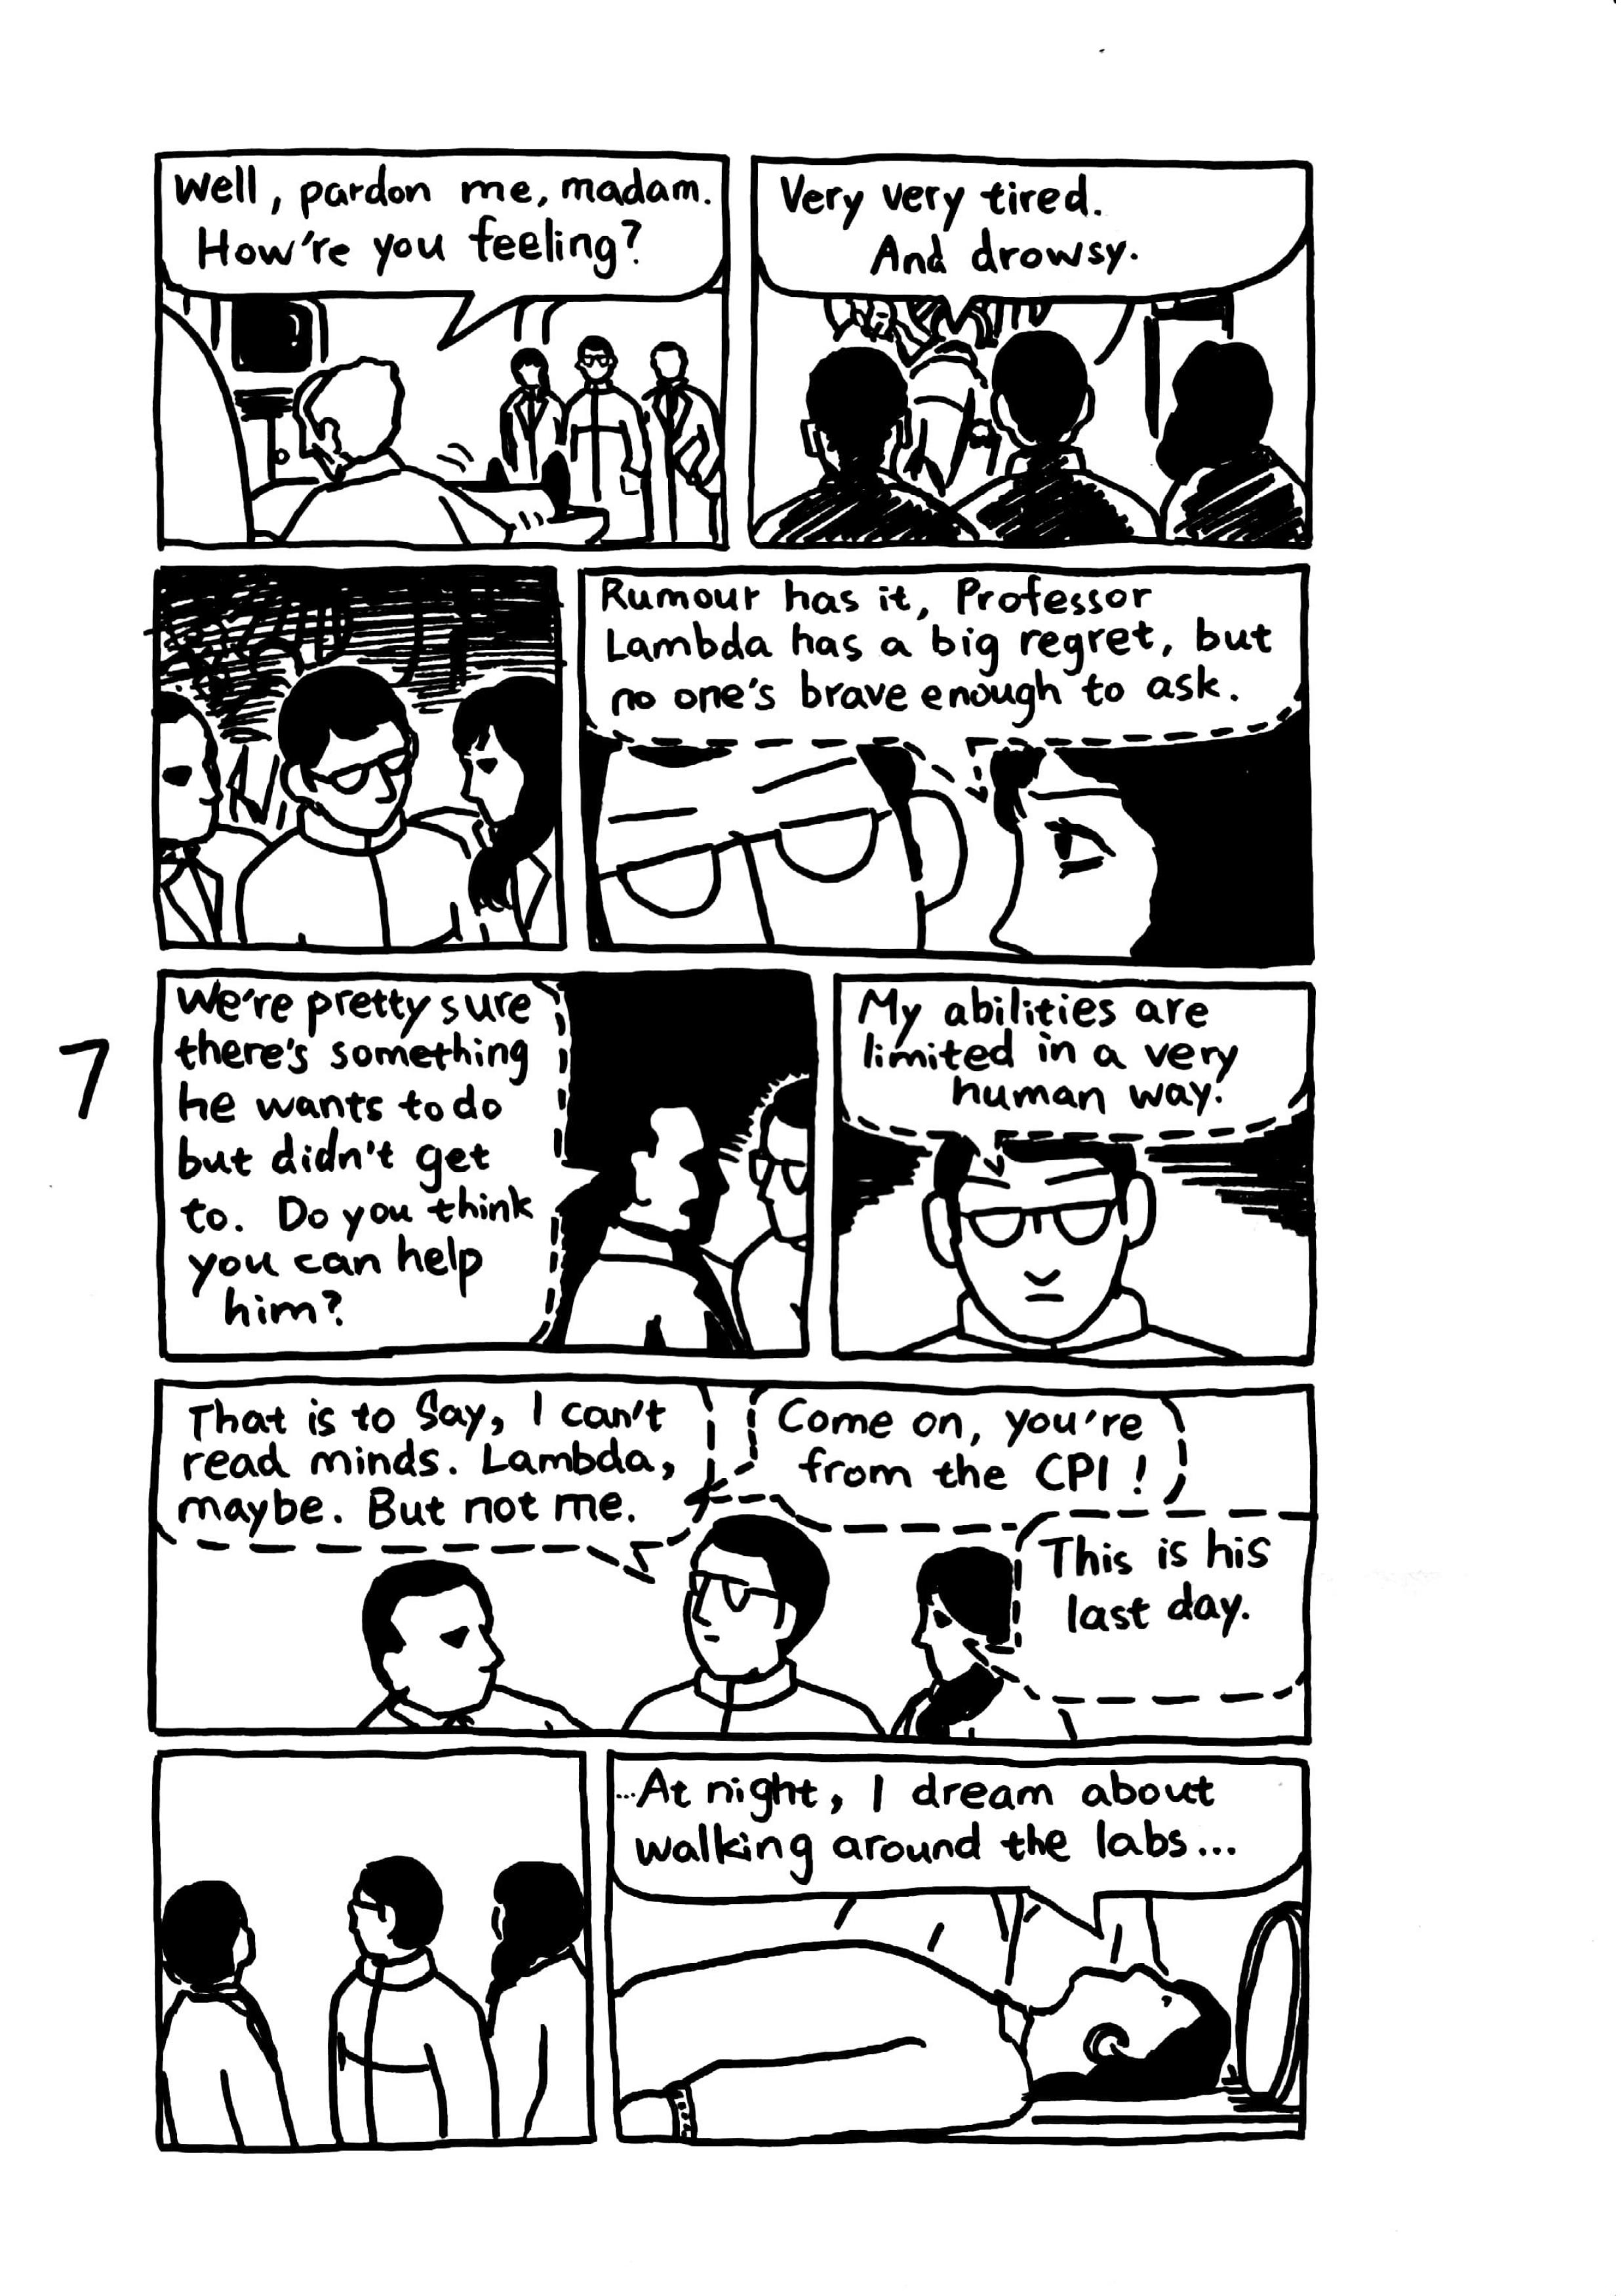 Well, pardon me, madam.
How're you feeling?
Very very tired.
And drowsy.
Rumour has it, Professor
Lambda has a big regret, but
no one's brave enough to ask.
We're pretty sure
there's something
he wants to do
but didn't get
to. Do you think
you can help
him?
My abilities are
limited in a very
human way.
That is to say, I can't
read minds. Lambda,
maybe. But not me.
Come on, you're
from the CPI!
This is his
last day.
...At night, I dream about
walking around the labs...
7